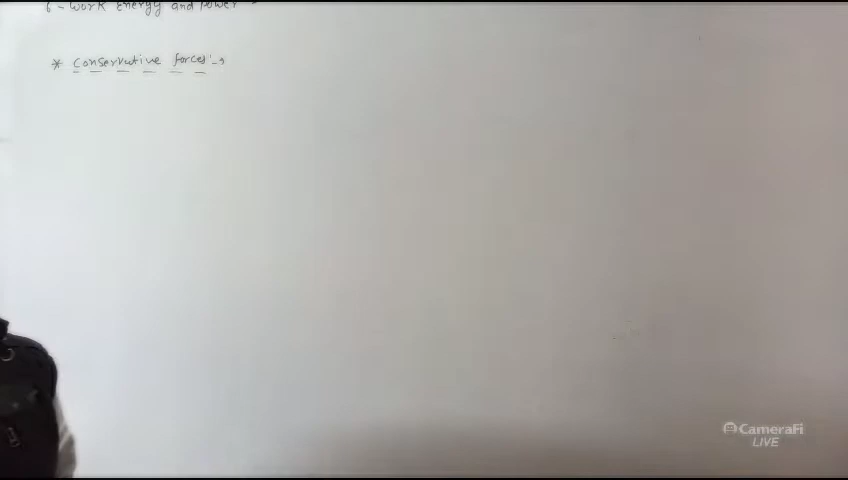 6 - Work Energy and Power -
* Conservative forces :->
CameraFi
LIVE